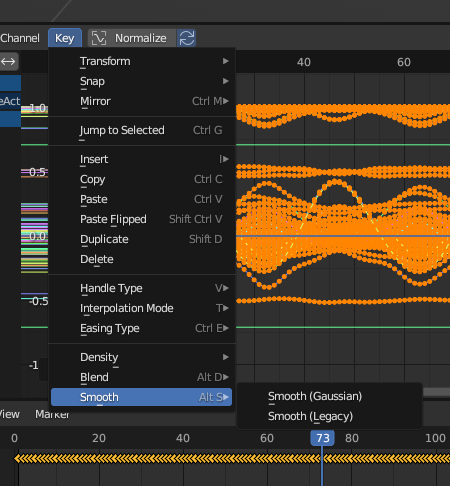 Channel Key Normalize
Transform
Snap
Mirror Ctrl M
Jump to Selected Ctrl G
Insert I
Copy Ctrl C
Paste Ctrl V
Paste Flipped Shift Ctrl V
Duplicate Shift D
Delete
Handle Type V
Interpolation Mode T
Easing Type Ctrl E
Density
Blend Alt D
Smooth Alt S
Smooth (Gaussian)
Smooth (Legacy)
40 60
eAct
1.0
0.5
0.0
-0.5
-1
View Marker
0 20 40 60 73 80 100